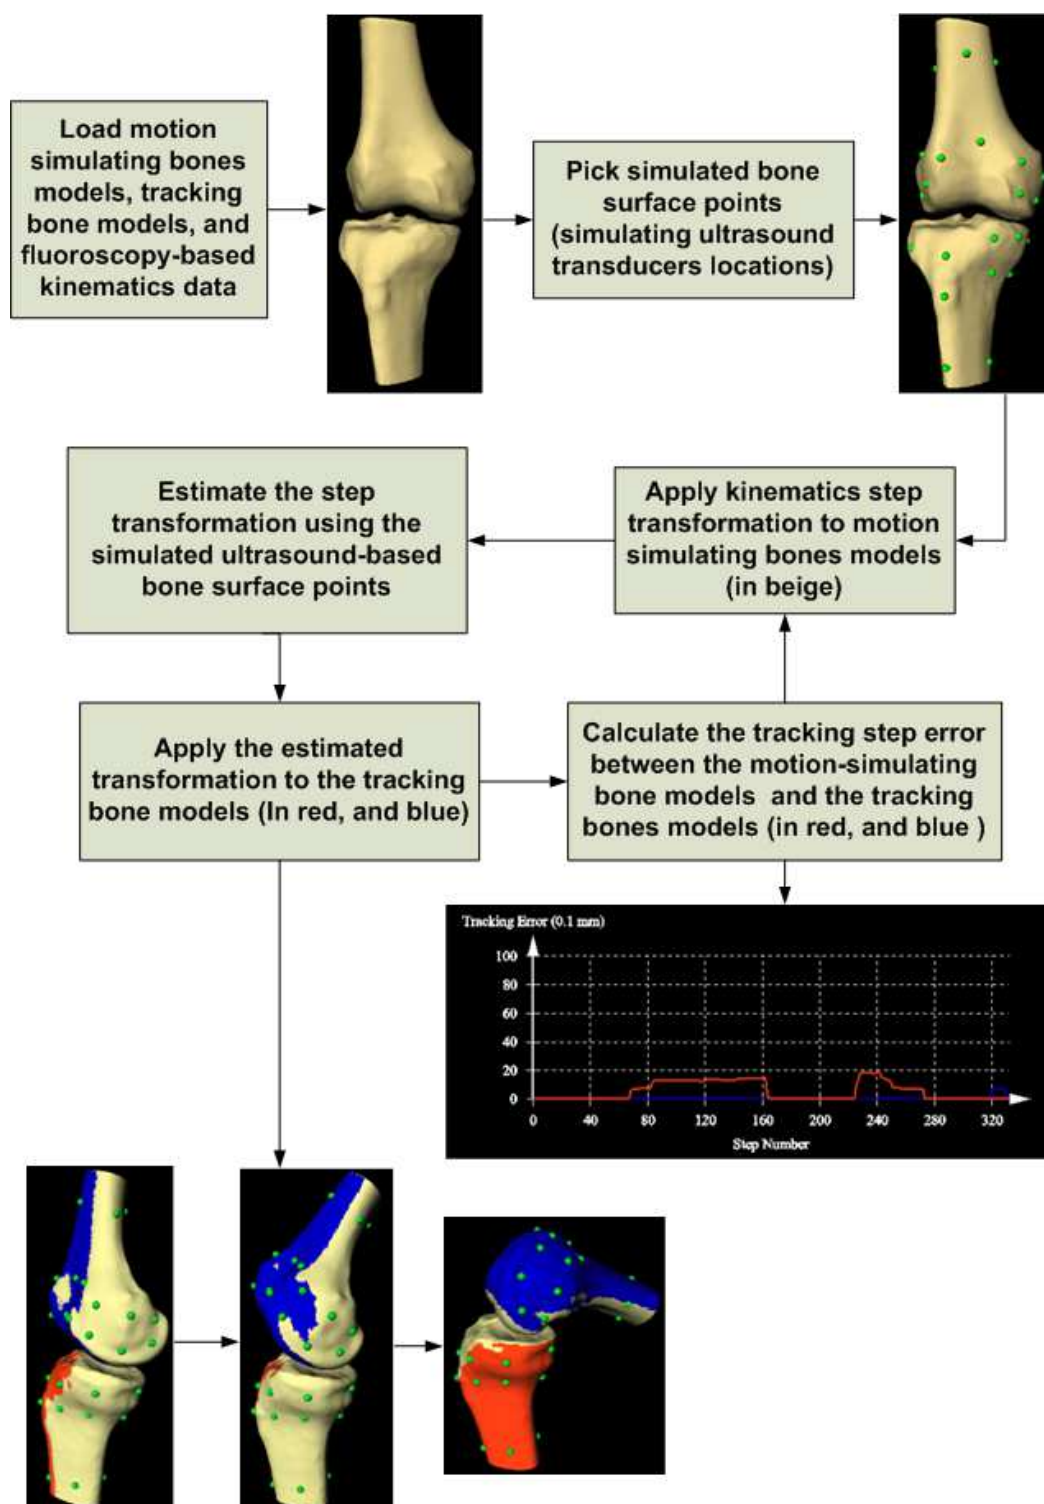 Load motion
simulating bones
models, tracking
bone models, and
fluoroscopy-based
kinematics data
Pick simulated bone
surface points
(simulating ultrasound
transducers locations)
Estimate the step
transformation using the
simulated ultrasound-based
bone surface points
Apply kinematics step
transformation to motion
simulating bones models
(in beige)
Apply the estimated
transformation to the tracking
bone models (In red, and blue)
Calculate the tracking step error
between the motion-simulating
bone models and the tracking
bones models (in red, and blue )
Tracking Error (0.1 mm)
100
80
60
40
20
0
0 40 80 120 160 200 240 280 320
Step Number